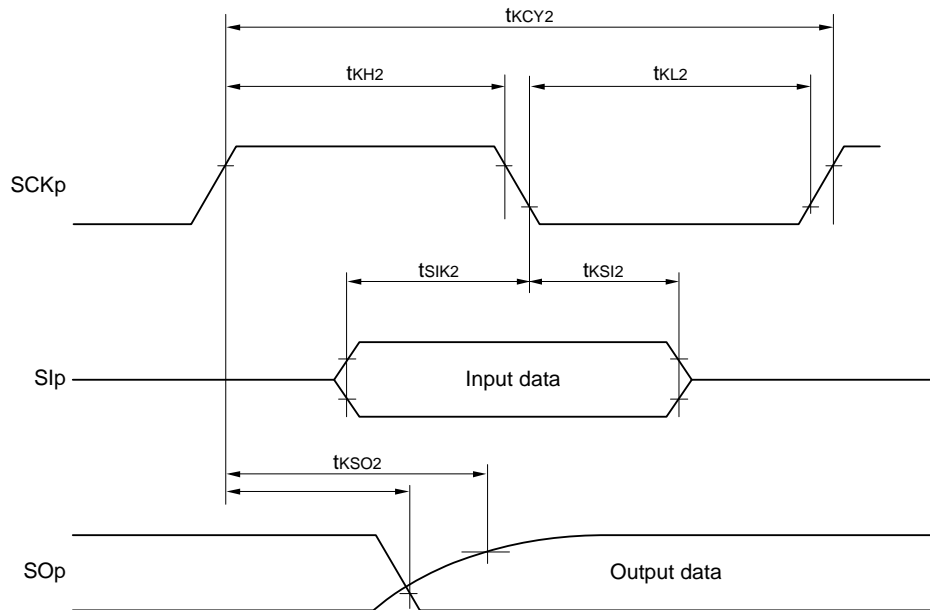 tKCY2
tKH2
tKL2
SCKp
tSIK2
tKSI2
SIp
Input data
tKSO2
SOp
Output data